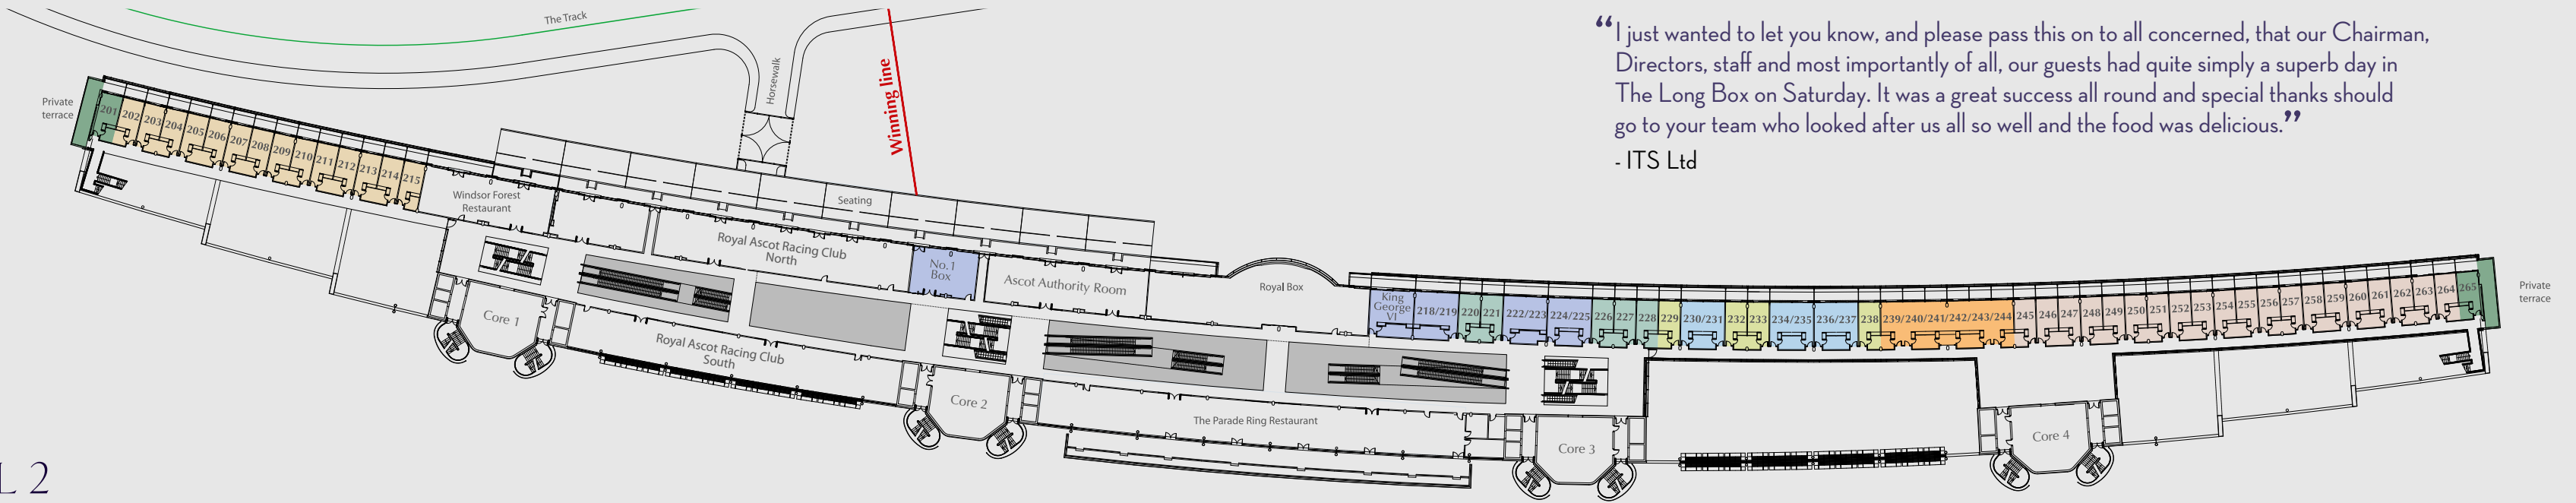 The Track
Horsewalk
Winning line
“I just wanted to let you know, and please pass this on to all concerned, that our Chairman,
Directors, staff and most importantly of all, our guests had quite simply a superb day in
The Long Box on Saturday. It was a great success all round and special thanks should
go to your team who looked after us all so well and the food was delicious.”
- ITS Ltd
Private
terrace
201 202 203 204 205 206 207 208 209 210 211 212 213 214 215
Windsor Forest
Restaurant
Seating
Royal Ascot Racing Club
North
No.1
Box
Ascot Authority Room
Royal Box
King
George
VI
218/219 220 221 222/223 224/225 226 227 228 229 230/231 232 233 234/235 236/237 238 239/240/241/242/243/244 245 246 247 248 249 250 251 252 253 254 255 256 257 258 259 260 261 262 263 264 265
Private
terrace
Core 1
Royal Ascot Racing Club
South
Core 2
The Parade Ring Restaurant
Core 3
Core 4
L 2